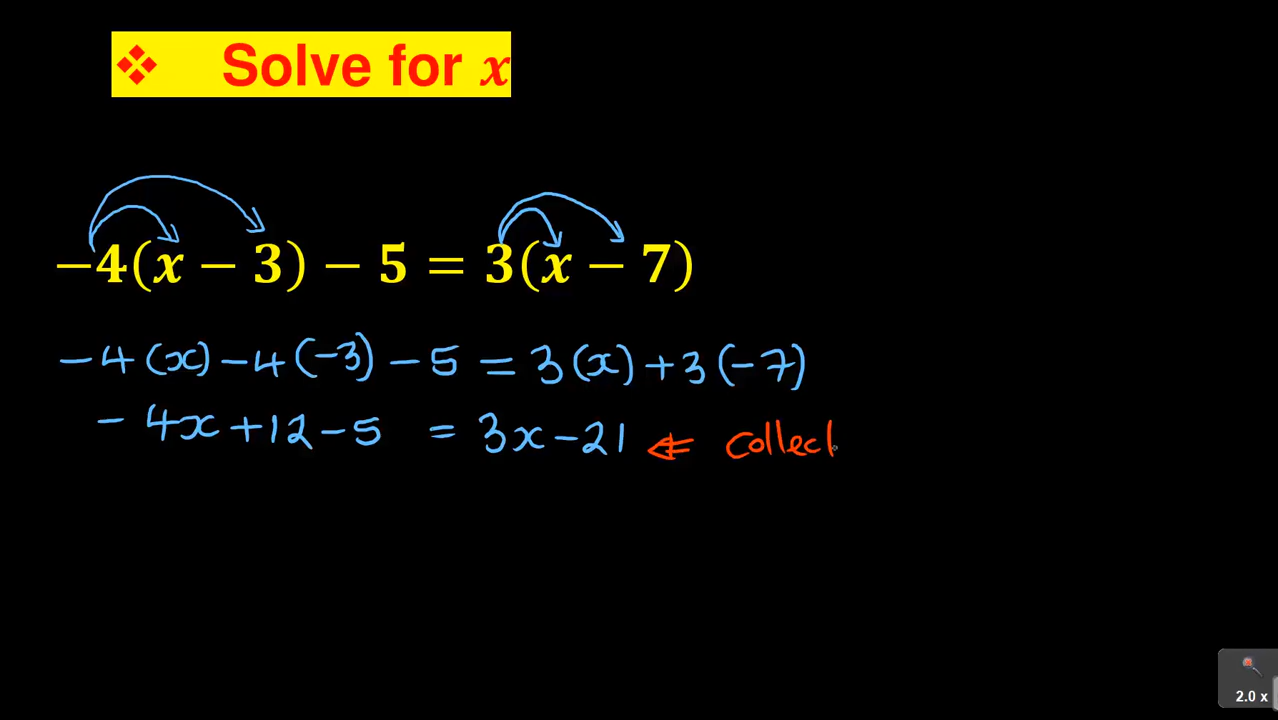 ❖ Solve for x
−4(x − 3) − 5 = 3(x − 7)
−4(x) −4(−3) −5 = 3(x) +3(−7)
− 4x +12 −5 = 3x −21 ⇐ collect
2.0 x